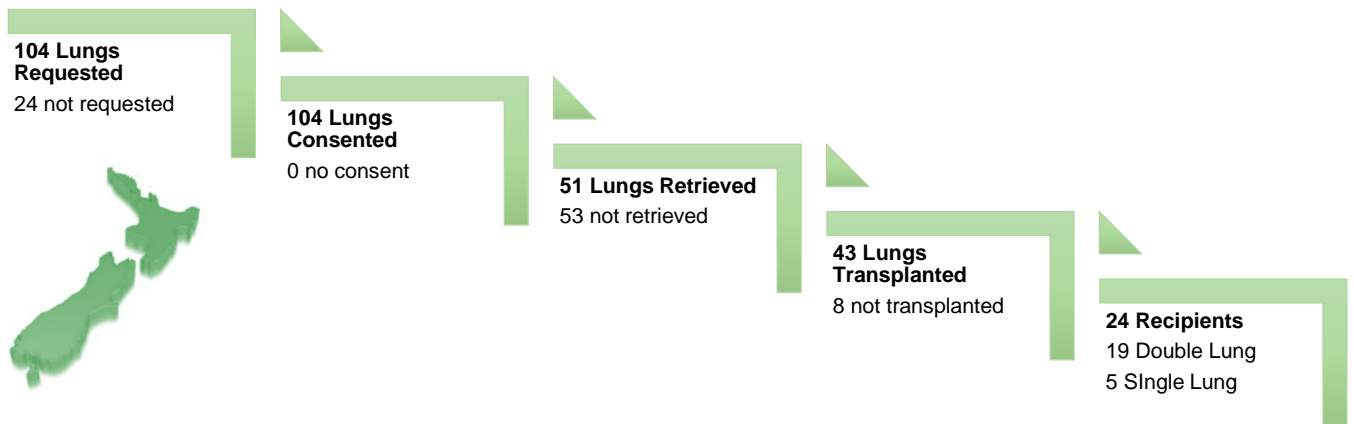 104 Lungs
Requested
24 not requested
104 Lungs
Consented
0 no consent
51 Lungs Retrieved
53 not retrieved
43 Lungs
Transplanted
8 not transplanted
24 Recipients
19 Double Lung
5 SIngle Lung